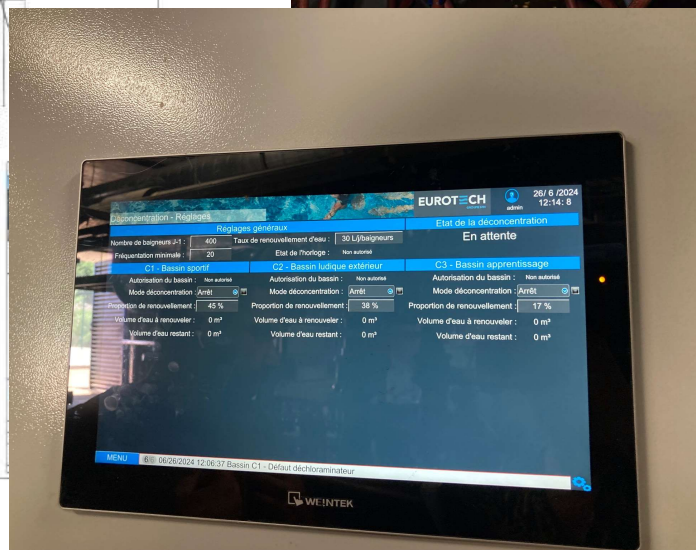 EUROTECH
admin
26/ 6 /2024
12:14: 8
Déconcentration - Réglages
Réglages généraux
Etat de la déconcentration
Nombre de baigneurs J-1 : 400 Taux de renouvellement d'eau : 30 L/j/baigneurs
En attente
Fréquentation minimale : 20 Etat de l'horloge : Non autorisé
C1 - Bassin sportif C2 - Bassin ludique extérieur C3 - Bassin apprentissage
Autorisation du bassin : Non autorisé Autorisation du bassin : Non autorisé Autorisation du bassin : Non autorisé
Mode déconcentration : Arrêt Mode déconcentration : Arrêt Mode déconcentration : Arrêt
Proportion de renouvellement : 45 % Proportion de renouvellement : 38 % Proportion de renouvellement : 17 %
Volume d'eau à renouveler : 0 m³ Volume d'eau à renouveler : 0 m³ Volume d'eau à renouveler : 0 m³
Volume d'eau restant : 0 m³ Volume d'eau restant : 0 m³ Volume d'eau restant : 0 m³
MENU 06/26/2024 12:06:37 Bassin C1 - Défaut déchloraminateur
WEINTEK